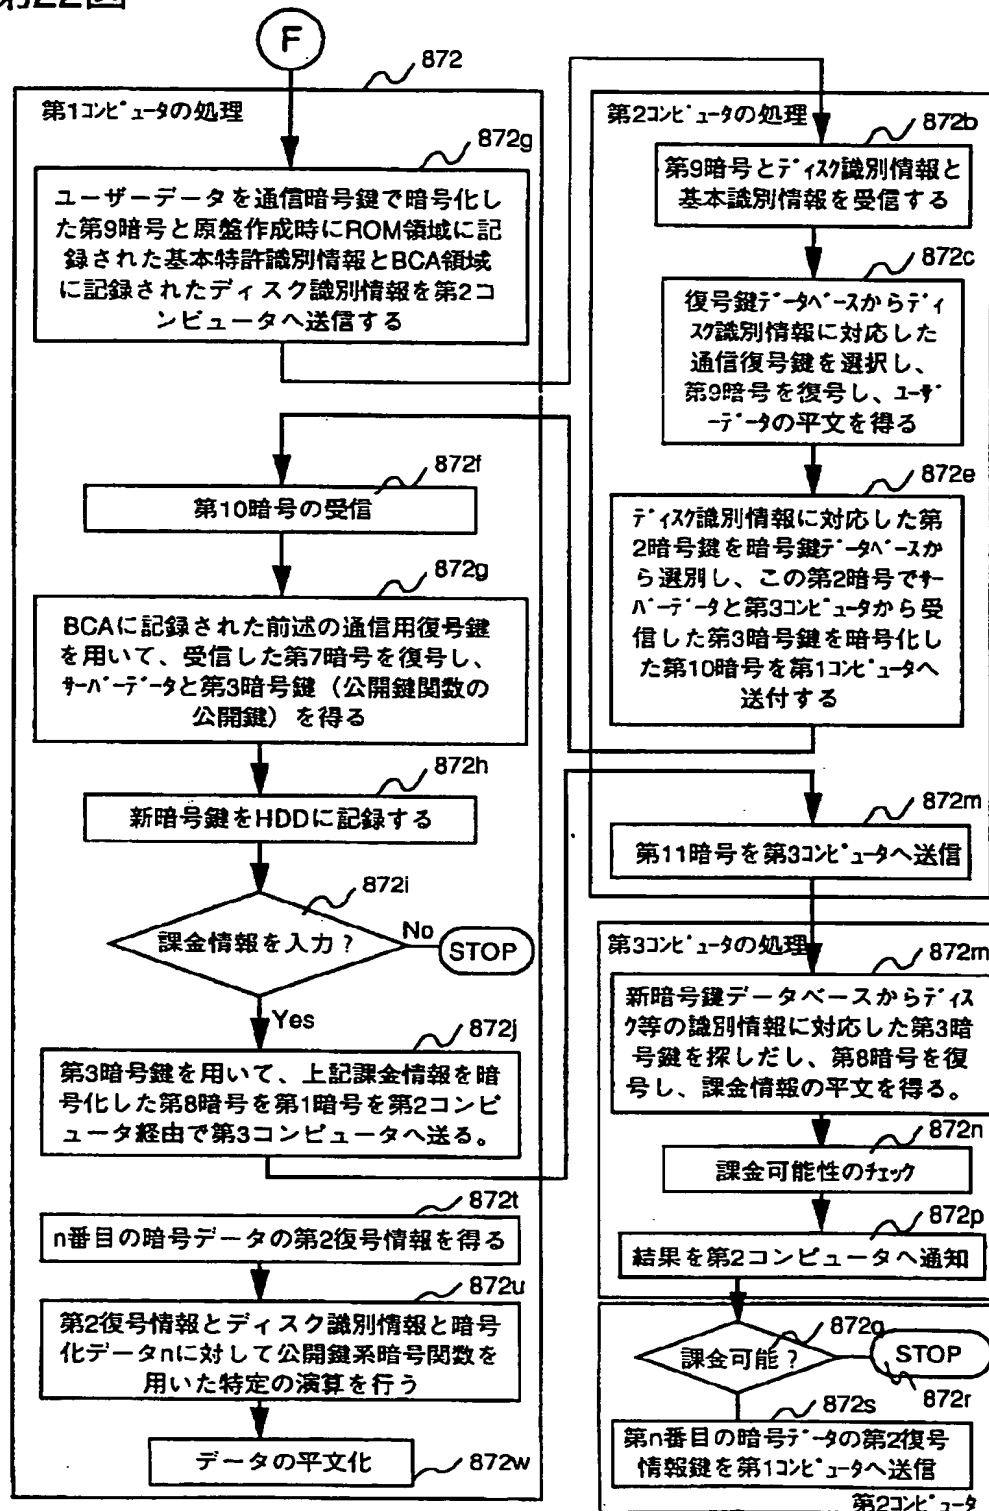 第22図
F
872
第1コンピュータの処理
872g
ユーザーデータを通信暗号鍵で暗号化し
た第9暗号と原盤作成時にROM領域に記
録された基本特許識別情報とBCA領域
に記録されたディスク識別情報を第2コ
ンピュータへ送信する
872f
第10暗号の受信
872g
BCAに記録された前述の通信用復号鍵
を用いて、受信した第7暗号を復号し、
サーバーデータと第3暗号鍵（公開鍵関数の
公開鍵）を得る
872h
新暗号鍵をHDDに記録する
872i
課金情報を入力？
No
STOP
Yes
872j
第3暗号鍵を用いて、上記課金情報を暗
号化した第8暗号を第1暗号を第2コンピ
ュータ経由で第3コンピュータへ送る。
872t
n番目の暗号データの第2復号情報を得る
872u
第2復号情報とディスク識別情報と暗号
化データnに対して公開鍵系暗号関数を
用いた特定の演算を行う
データの平文化
872w
第2コンピュータの処理
872b
第9暗号とディスク識別情報と
基本識別情報を受信する
872c
復号鍵データベースからディ
スク識別情報に対応した
通信復号鍵を選択し、
第9暗号を復号し、ユーザ
ーデータの平文を得る
872e
ディスク識別情報に対応した第
2暗号鍵を暗号鍵データベースか
ら選別し、この第2暗号でサー
バーデータと第3コンピュータから受
信した第3暗号鍵を暗号化し
た第10暗号を第1コンピュータへ
送付する
872m
第11暗号を第3コンピュータへ送信
第3コンピュータの処理
872m
新暗号鍵データベースからディス
ク等の識別情報に対応した第3暗
号鍵を探しだし、第8暗号を復
号し、課金情報の平文を得る。
872n
課金可能性のチェック
872p
結果を第2コンピュータへ通知
872q
課金可能？
STOP
872r
872s
第n番目の暗号データの第2復号
情報鍵を第1コンピュータへ送信
第2コンピュータ